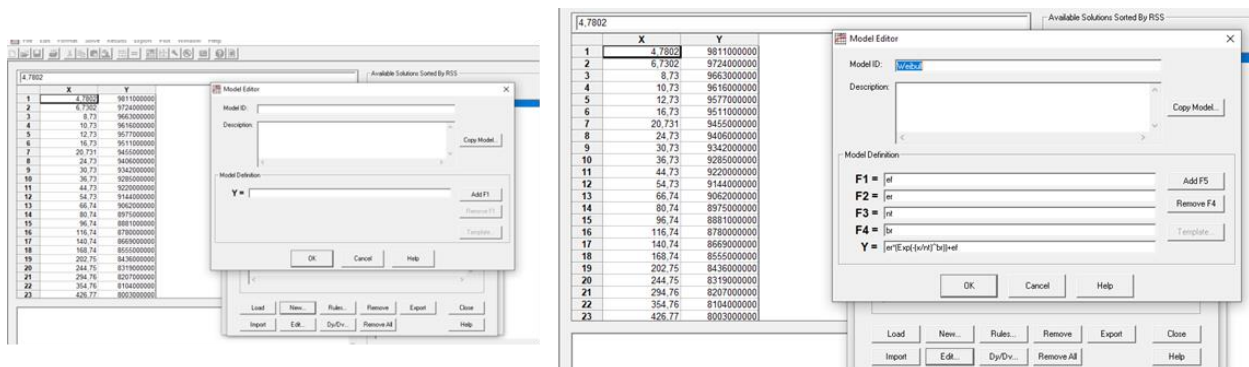 File Edit Format Solve Results Export Plot Window Help
4.7802
Available Solutions Sorted By RSS
X Y
1 4,7802 9811000000
2 6,7302 9724000000
3 8,73 9663000000
4 10,73 9616000000
5 12,73 9577000000
6 16,73 9511000000
7 20,731 9455000000
8 24,73 9406000000
9 30,73 9342000000
10 36,73 9285000000
11 44,73 9220000000
12 54,73 9144000000
13 66,74 9062000000
14 80,74 8975000000
15 96,74 8881000000
16 116,74 8780000000
17 140,74 8669000000
18 168,74 8555000000
19 202,75 8436000000
20 244,75 8319000000
21 294,76 8207000000
22 354,76 8104000000
23 426,77 8003000000
Model Editor
Model ID:
Description:
Copy Model...
Model Definition
Y =
Add F1
Remove F1
Template...
OK Cancel Help
Load New... Rules... Remove Export Close
Import Edit... Dy/Dv... Remove All Help
4,7802
Available Solutions Sorted By RSS
X Y
1 4,7802 9811000000
2 6,7302 9724000000
3 8,73 9663000000
4 10,73 9616000000
5 12,73 9577000000
6 16,73 9511000000
7 20,731 9455000000
8 24,73 9406000000
9 30,73 9342000000
10 36,73 9285000000
11 44,73 9220000000
12 54,73 9144000000
13 66,74 9062000000
14 80,74 8975000000
15 96,74 8881000000
16 116,74 8780000000
17 140,74 8669000000
18 168,74 8555000000
19 202,75 8436000000
20 244,75 8319000000
21 294,76 8207000000
22 354,76 8104000000
23 426,77 8003000000
Model Editor
Model ID: Weibull
Description:
Copy Model...
Model Definition
F1 = ef
Add F5
F2 = er
Remove F4
F3 = nt
F4 = br
Template...
Y = er*(Exp(-(x/nt)^br))+ef
OK Cancel Help
Load New... Rules... Remove Export Close
Import Edit... Dy/Dv... Remove All Help